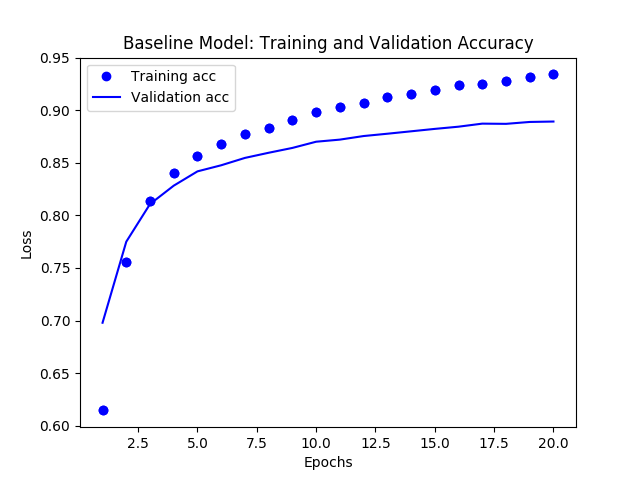 Baseline Model: Training and Validation Accuracy
Training acc
Validation acc
0.95
0.90
0.85
0.80
0.75
0.70
0.65
0.60
Loss
2.5 5.0 7.5 10.0 12.5 15.0 17.5 20.0
Epochs